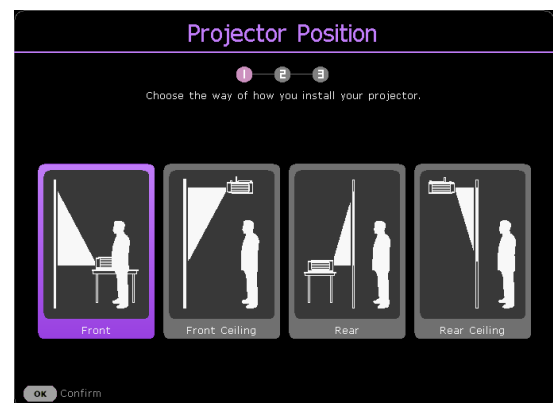 Projector Position
1 2 3
Choose the way of how you install your projector.
Front Front Ceiling Rear Rear Ceiling
OK Confirm